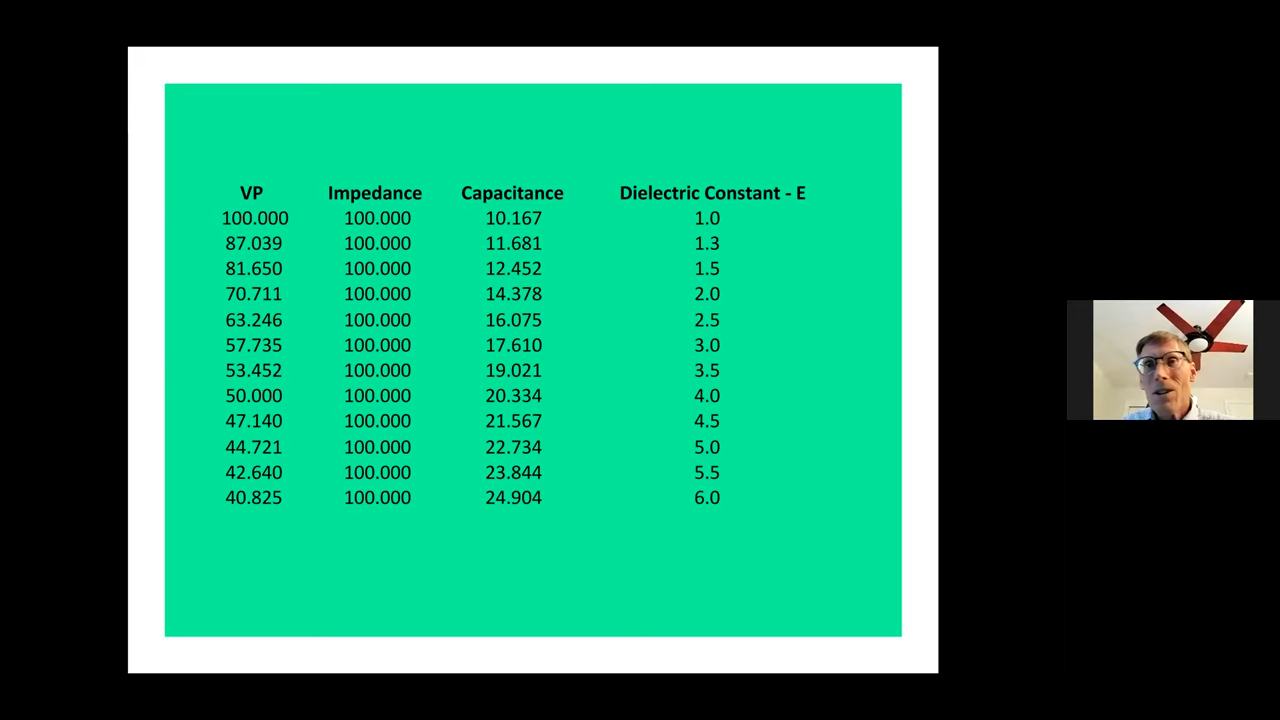 VP Impedance Capacitance Dielectric Constant - E
100.000 100.000 10.167 1.0
87.039 100.000 11.681 1.3
81.650 100.000 12.452 1.5
70.711 100.000 14.378 2.0
63.246 100.000 16.075 2.5
57.735 100.000 17.610 3.0
53.452 100.000 19.021 3.5
50.000 100.000 20.334 4.0
47.140 100.000 21.567 4.5
44.721 100.000 22.734 5.0
42.640 100.000 23.844 5.5
40.825 100.000 24.904 6.0